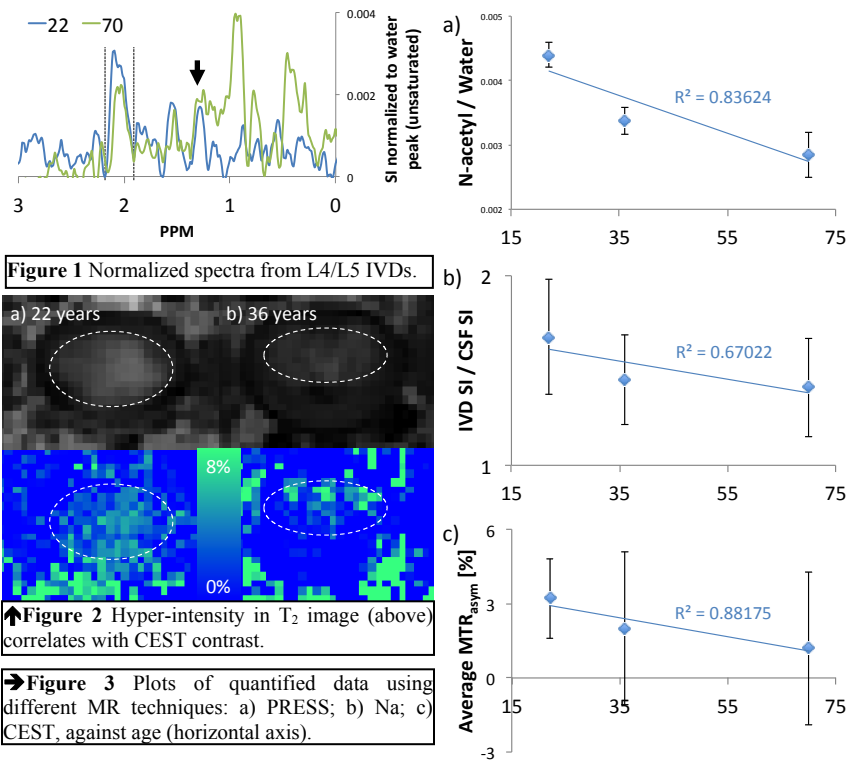 22 70
0.004
0.002
0
SI normalized to water
peak (unsaturated)
3 2 1 0
PPM
Figure 1 Normalized spectra from L4/L5 IVDs.
a) 22 years b) 36 years
8%
0%
↑Figure 2 Hyper-intensity in T₂ image (above)
correlates with CEST contrast.
→Figure 3 Plots of quantified data using
different MR techniques: a) PRESS; b) Na; c)
CEST, against age (horizontal axis).
a)
N-acetyl / Water
0.005
0.004
0.003
0.002
R² = 0.83624
15 35 55 75
b)
IVD SI / CSF SI
2
1
R² = 0.67022
15 35 55 75
c)
Average MTRasym [%]
6
3
0
-3
R² = 0.88175
15 35 55 75